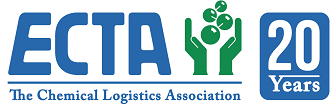 ECTA
The Chemical Logistics Association
20
Years